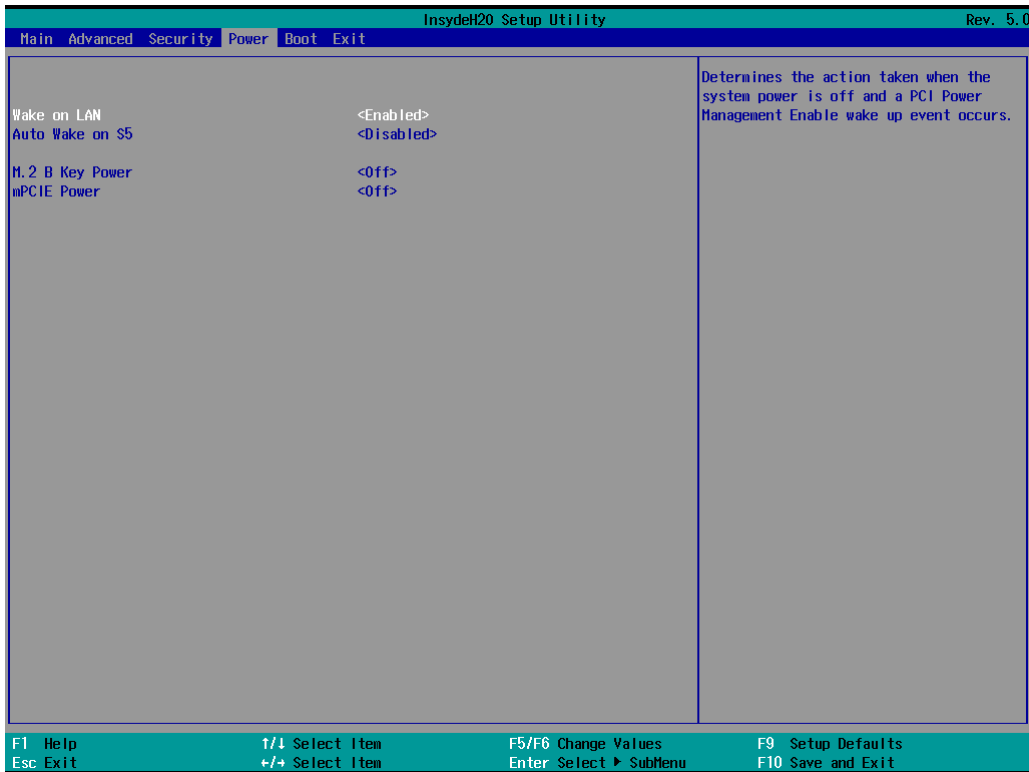 InsydeH20 Setup Utility Rev. 5.0
Main Advanced Security Power Boot Exit
Determines the action taken when the
system power is off and a PCI Power
Management Enable wake up event occurs.
Wake on LAN <Enabled>
Auto Wake on S5 <Disabled>
M.2 B Key Power <Off>
mPCIE Power <Off>
F1 Help ↑/↓ Select Item F5/F6 Change Values F9 Setup Defaults
Esc Exit ←/→ Select Item Enter Select ▶ SubMenu F10 Save and Exit